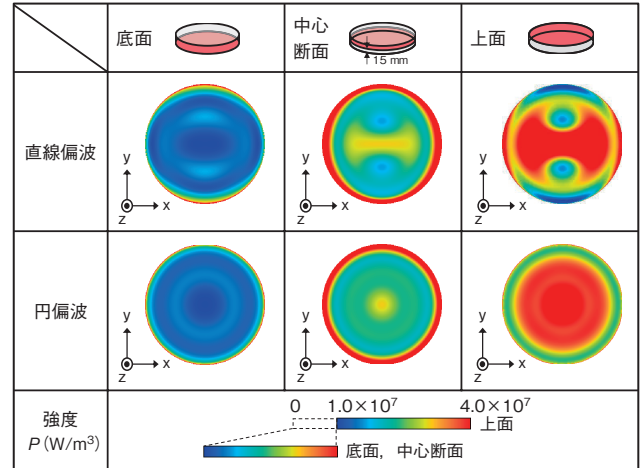 底面
中心
断面
15 mm
上面
直線偏波
y
z
x
y
z
x
y
z
x
円偏波
y
z
x
y
z
x
y
z
x
強度
P(W/m³)
0 1.0×10⁷ 4.0×10⁷
上面
底面，中心断面